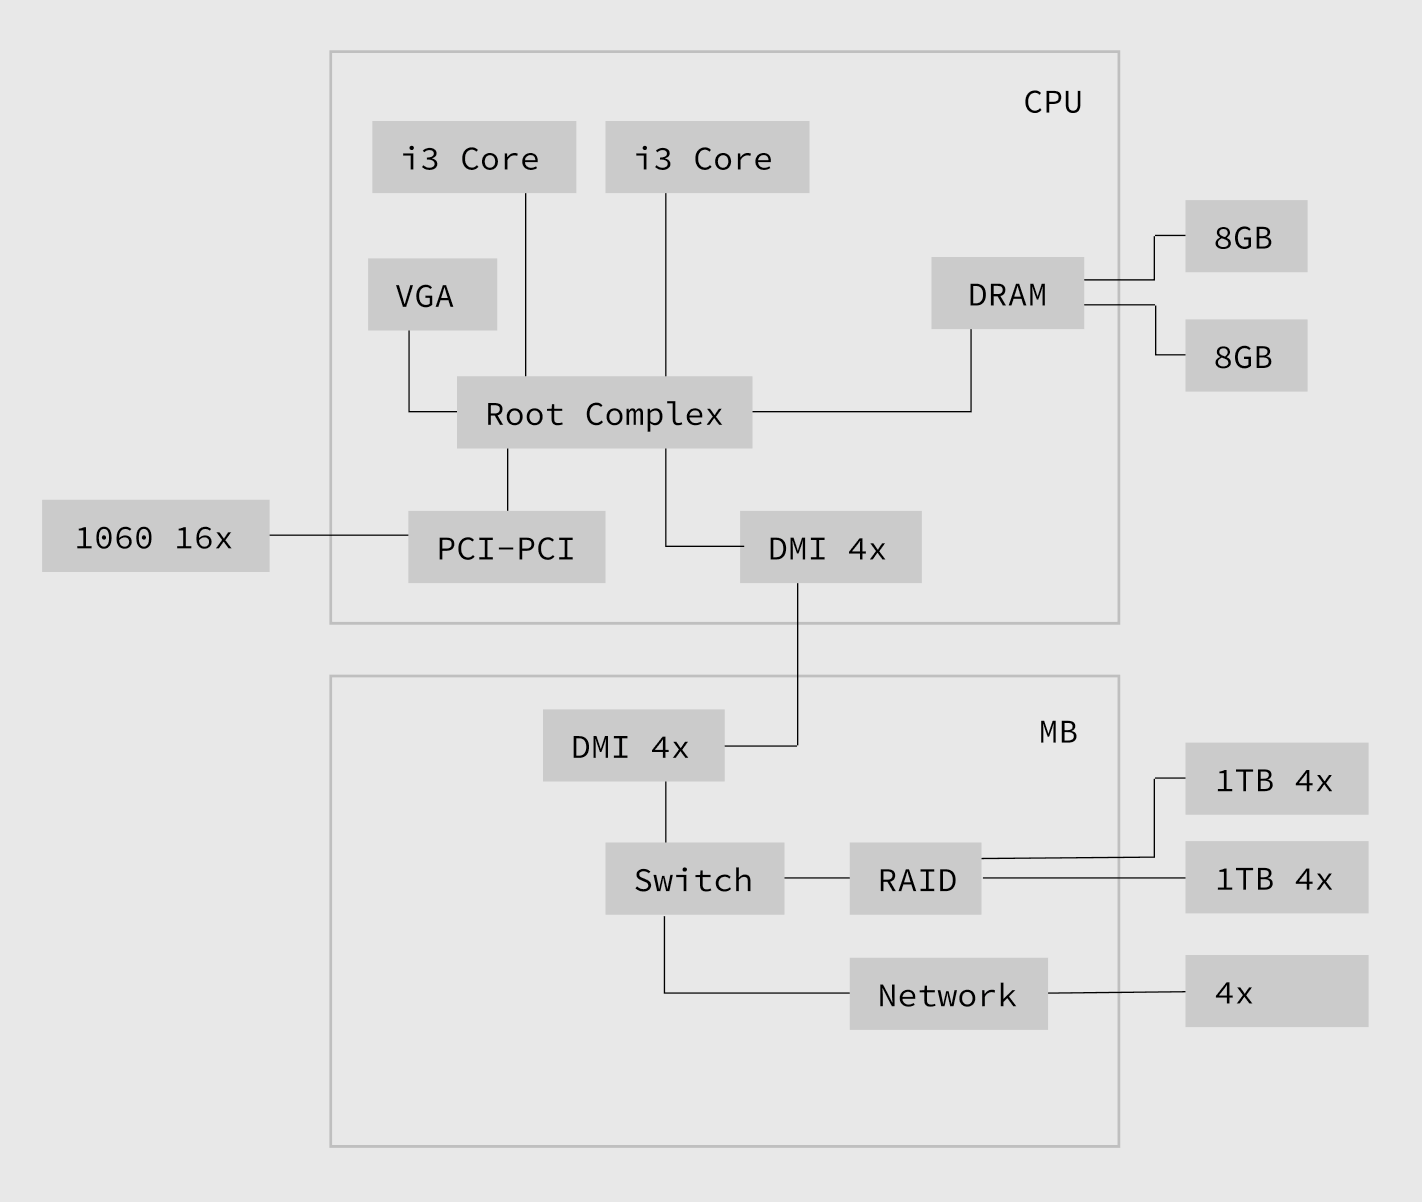 CPU
i3 Core
i3 Core
8GB
VGA
DRAM
8GB
Root Complex
1060 16x
PCI-PCI
DMI 4x
MB
DMI 4x
1TB 4x
Switch
RAID
1TB 4x
Network
4x